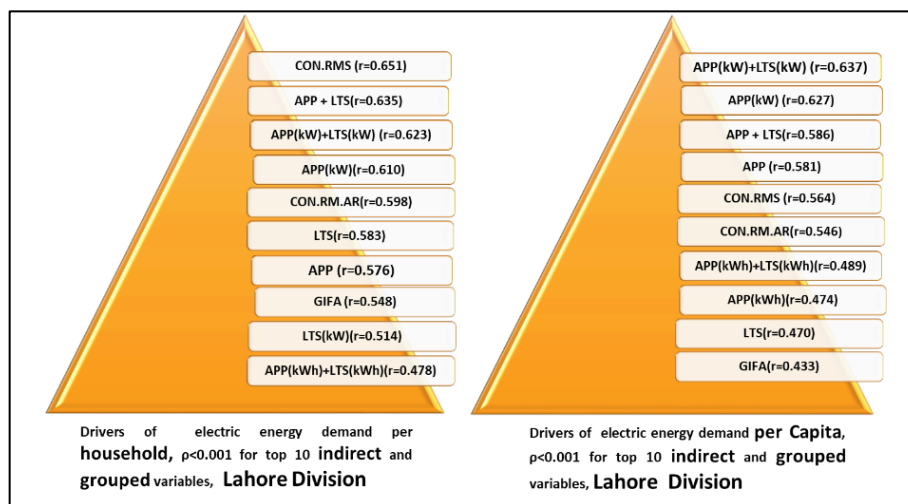 CON.RMS (r=0.651)
APP + LTS(r=0.635)
APP(kW)+LTS(kW) (r=0.623)
APP(kW)(r=0.610)
CON.RM.AR(r=0.598)
LTS(r=0.583)
APP (r=0.576)
GIFA (r=0.548)
LTS(kW)(r=0.514)
APP(kWh)+LTS(kWh)(r=0.478)
Drivers of electric energy demand per
household, ρ<0.001 for top 10 indirect and
grouped variables, Lahore Division
APP(kW)+LTS(kW) (r=0.637)
APP(kW) (r=0.627)
APP + LTS(r=0.586)
APP (r=0.581)
CON.RMS (r=0.564)
CON.RM.AR(r=0.546)
APP(kWh)+LTS(kWh)(r=0.489)
APP(kWh)(r=0.474)
LTS(r=0.470)
GIFA(r=0.433)
Drivers of electric energy demand per Capita,
ρ<0.001 for top 10 indirect and grouped
variables, Lahore Division